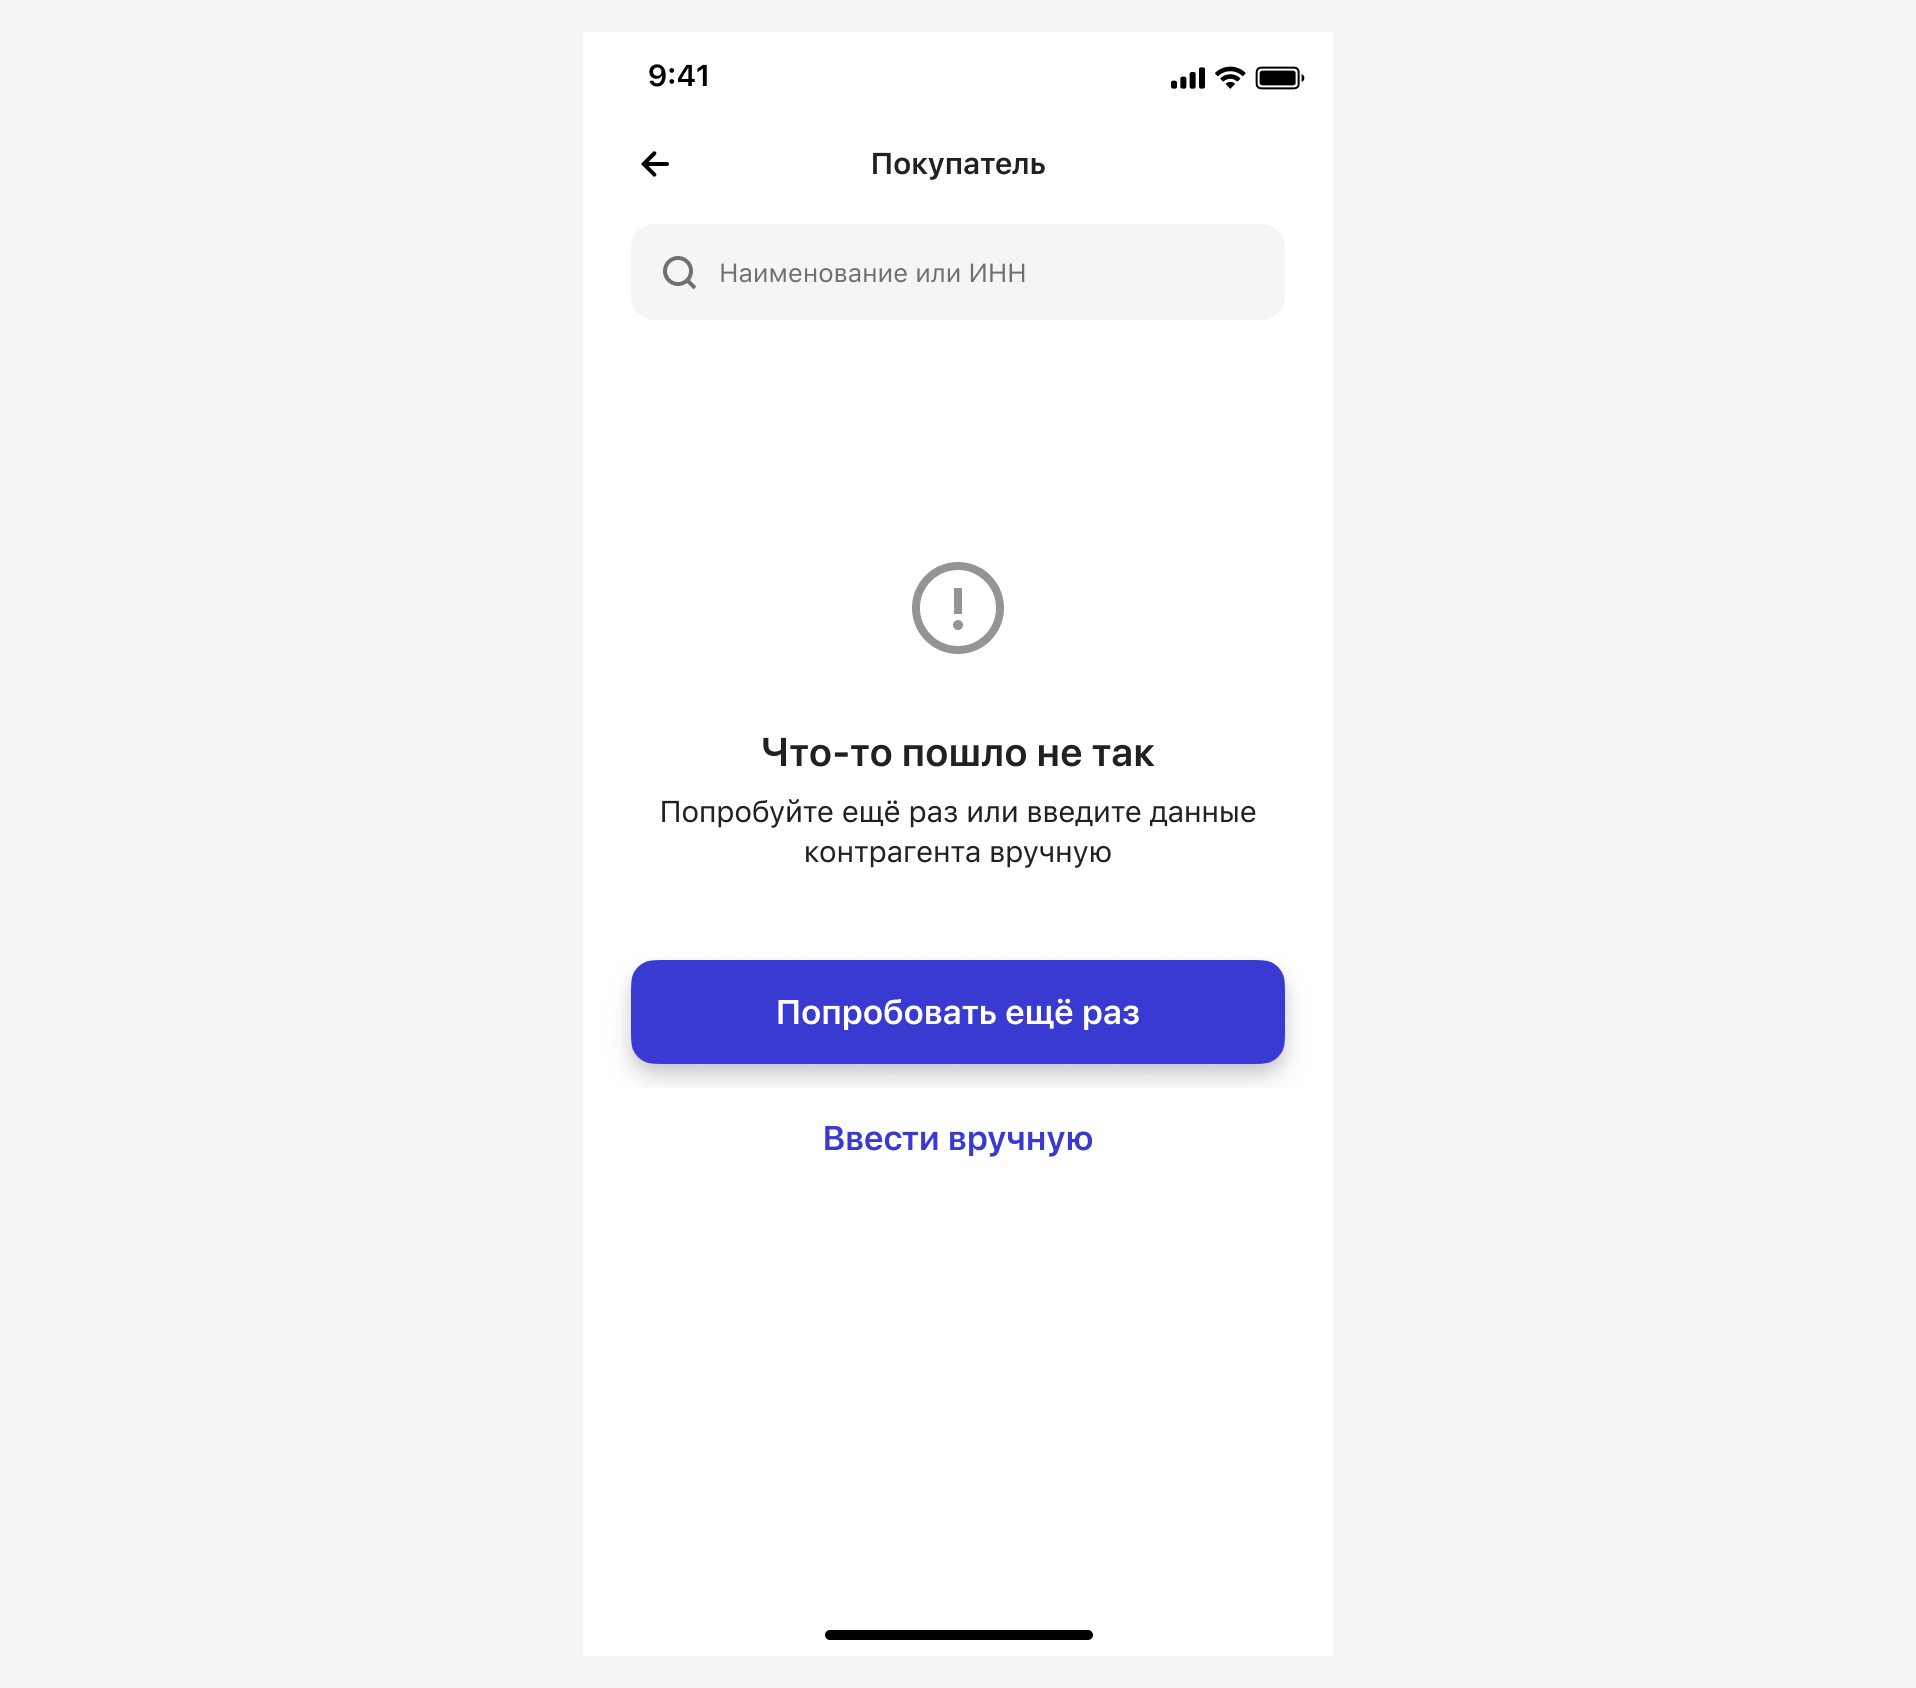 9:41
Покупатель
Наименование или ИНН
Что-то пошло не так
Попробуйте ещё раз или введите данные
контрагента вручную
Попробовать ещё раз
Ввести вручную